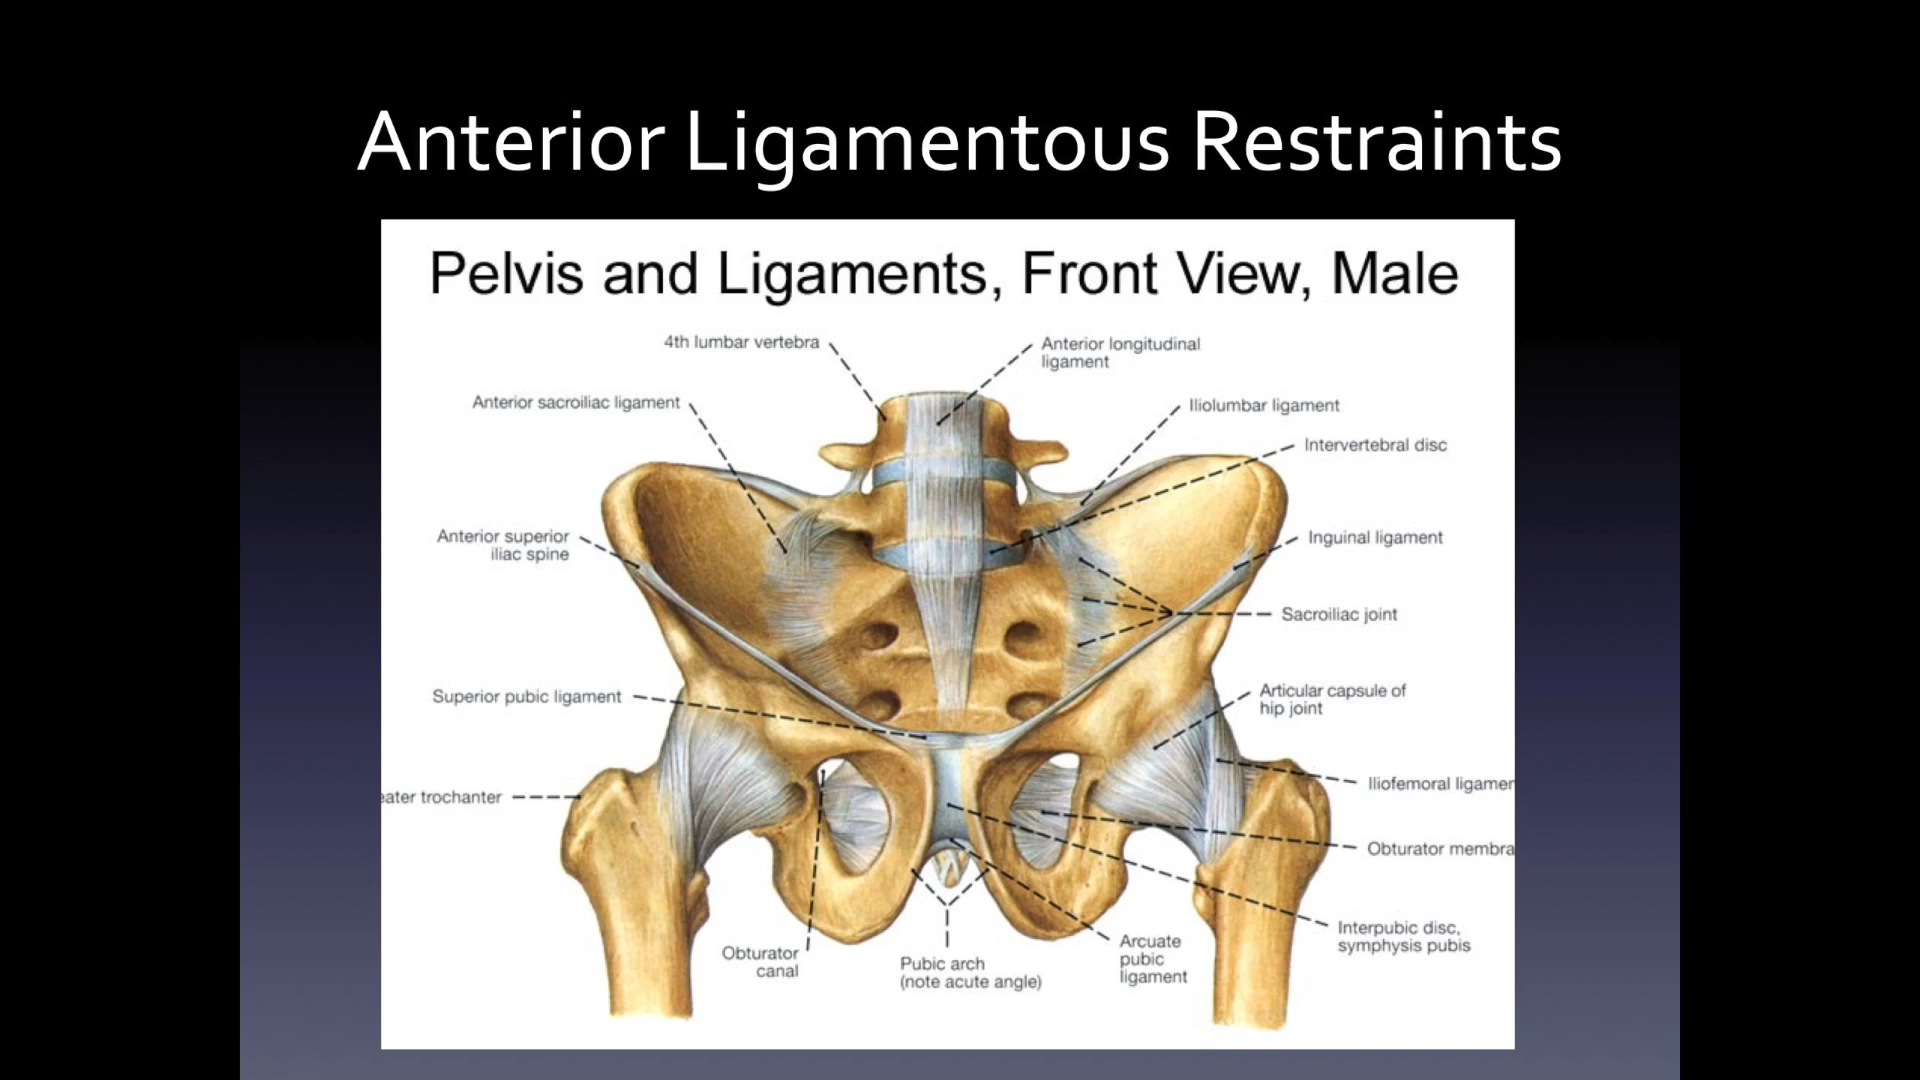 Anterior Ligamentous Restraints
Pelvis and Ligaments, Front View, Male
4th lumbar vertebra
Anterior longitudinal
ligament
Anterior sacroiliac ligament
Iliolumbar ligament
Intervertebral disc
Anterior superior
iliac spine
Inguinal ligament
Sacroiliac joint
Superior pubic ligament
Articular capsule of
hip joint
eater trochanter
Iliofemoral ligamen
Obturator membra
Interpubic disc,
symphysis pubis
Obturator
canal
Pubic arch
(note acute angle)
Arcuate
pubic
ligament